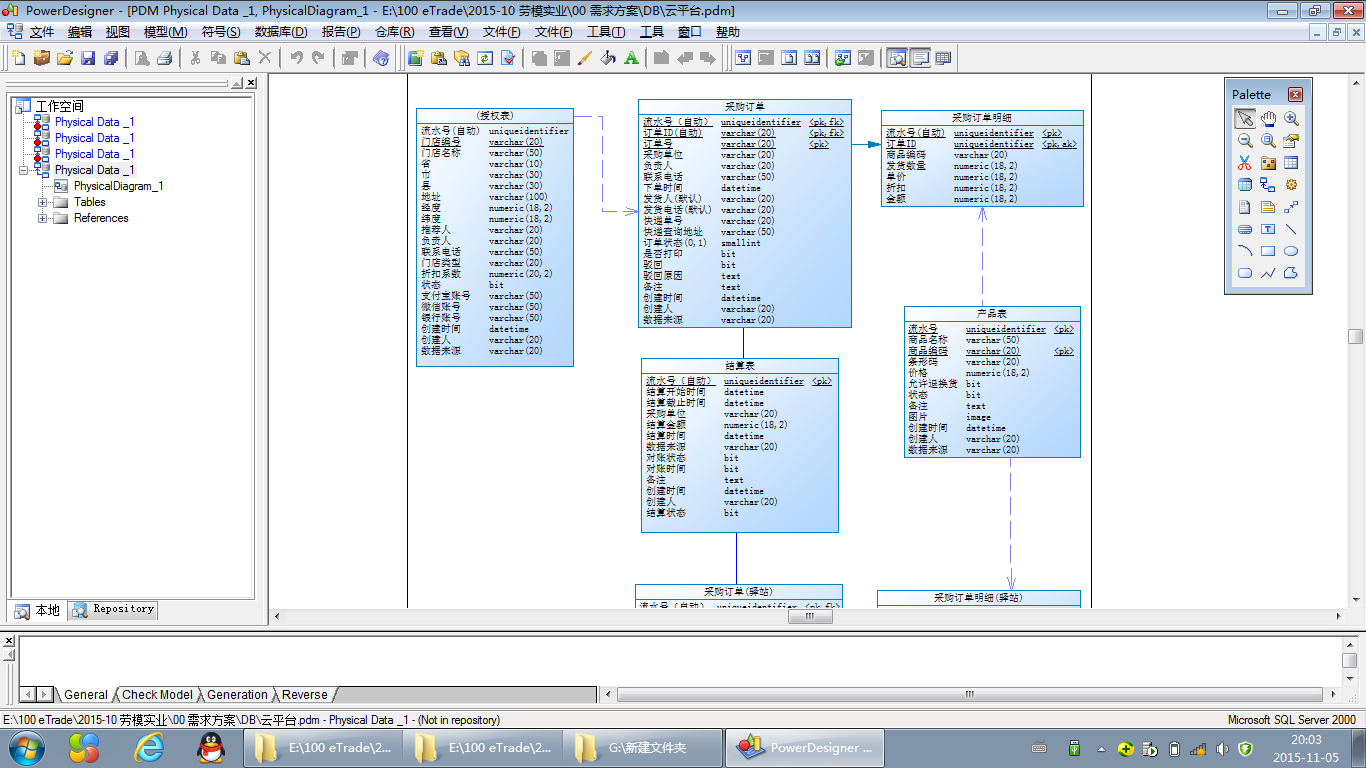 PowerDesigner - [PDM Physical Data _1, PhysicalDiagram_1 - E:\100 eTrade\2015-10 劳模实业\00 需求方案\DB\云平台.pdm]
文件 编辑 视图 模型(M) 符号(S) 数据库(D) 报告(P) 仓库(R) 查看(V) 文件(F) 文件(F) 工具(T) 工具 窗口 帮助
工作空间
Physical Data _1
Physical Data _1
Physical Data _1
Physical Data _1
PhysicalDiagram_1
Tables
References
本地 Repository
(授权表)
流水号(自动) uniqueidentifier
门店编号 varchar(20)
门店名称 varchar(50)
省 varchar(10)
市 varchar(30)
县 varchar(30)
地址 varchar(100)
经度 numeric(18,2)
纬度 numeric(18,2)
推荐人 varchar(20)
负责人 varchar(20)
联系电话 varchar(50)
门店类型 varchar(20)
折扣系数 numeric(20,2)
状态 bit
支付宝账号 varchar(50)
微信账号 varchar(50)
银行账号 varchar(50)
创建时间 datetime
创建人 varchar(20)
数据来源 varchar(20)
采购订单
流水号（自动） uniqueidentifier <pk,fk>
订单ID(自动) varchar(20) <pk,fk>
订单号 varchar(20) <pk>
采购单位 varchar(20)
负责人 varchar(20)
联系电话 varchar(50)
下单时间 datetime
发货人(默认) varchar(20)
发货电话(默认) varchar(20)
快递单号 varchar(20)
快递查询地址 varchar(50)
订单状态(0,1) smallint
是否打印 bit
驳回 bit
驳回原因 text
备注 text
创建时间 datetime
创建人 varchar(20)
数据来源 varchar(20)
采购订单明细
流水号(自动) uniqueidentifier <pk>
订单ID uniqueidentifier <pk,ak>
商品编码 varchar(20)
发货数量 numeric(18,2)
单价 numeric(18,2)
折扣 numeric(18,2)
金额 numeric(18,2)
结算表
流水号（自动） uniqueidentifier <pk>
结算开始时间 datetime
结算截止时间 datetime
采购单位 varchar(20)
结算金额 numeric(18,2)
结算时间 datetime
数据来源 varchar(20)
对账状态 bit
对账时间 bit
备注 text
创建时间 datetime
创建人 varchar(20)
结算状态 bit
产品表
流水号 uniqueidentifier <pk>
商品名称 varchar(50)
商品编码 varchar(20) <pk>
条形码 varchar(20)
价格 numeric(18,2)
允许退换货 bit
状态 bit
备注 text
图片 image
创建时间 datetime
创建人 varchar(20)
数据来源 varchar(20)
采购订单(驿站)
流水号（自动） uniqueidentifier <pk,fk>
采购订单明细(驿站)
Palette
General Check Model Generation Reverse
E:\100 eTrade\2015-10 劳模实业\00 需求方案\DB\云平台.pdm - Physical Data _1 - (Not in repository)
Microsoft SQL Server 2000
E:\100 eTrade\2... E:\100 eTrade\2... G:\新建文件夹 PowerDesigner ...
20:03
2015-11-05